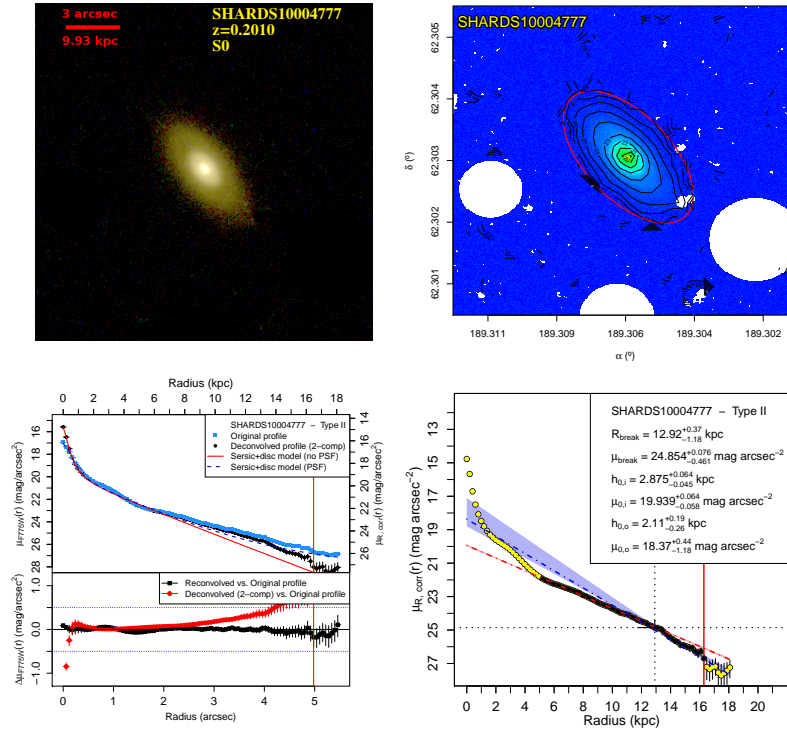 3 arcsec
9.93 kpc
SHARDS10004777
z=0.2010
S0
SHARDS10004777
62.305
62.304
62.303
62.302
62.301
δ (º)
189.311 189.309 189.306 189.304 189.302
α (º)
Radius (kpc)
0 2 4 6 8 10 12 14 16 18
SHARDS10004777 − Type II
Original profile
Deconvolved profile (2−comp)
Sersic+disc model (no PSF)
Sersic+disc model (PSF)
16 18 20 22 24 26 28
μF775W(r) (mag/arcsec²)
14 16 18 20 22 24 26
μR, corr(r) (mag/arcsec²)
Reconvolved vs. Original profile
Deconvolved (2−comp) vs. Original profile
1.0
0.0
−1.0
ΔμF775W(r) (mag/arcsec²)
0 1 2 3 4 5
Radius (arcsec)
SHARDS10004777 − Type II
Rbreak = 12.92 +0.37 −1.18 kpc
μbreak = 24.854 +0.076 −0.461 mag arcsec−2
h0,i = 2.875 +0.064 −0.045 kpc
μ0,i = 19.939 +0.064 −0.058 mag arcsec−2
h0,o = 2.11 +0.19 −0.26 kpc
μ0,o = 18.37 +0.44 −1.18 mag arcsec−2
13 15 17 19 21 23 25 27
μR, corr(r) (mag arcsec−2)
0 2 4 6 8 10 12 14 16 18 20
Radius (kpc)